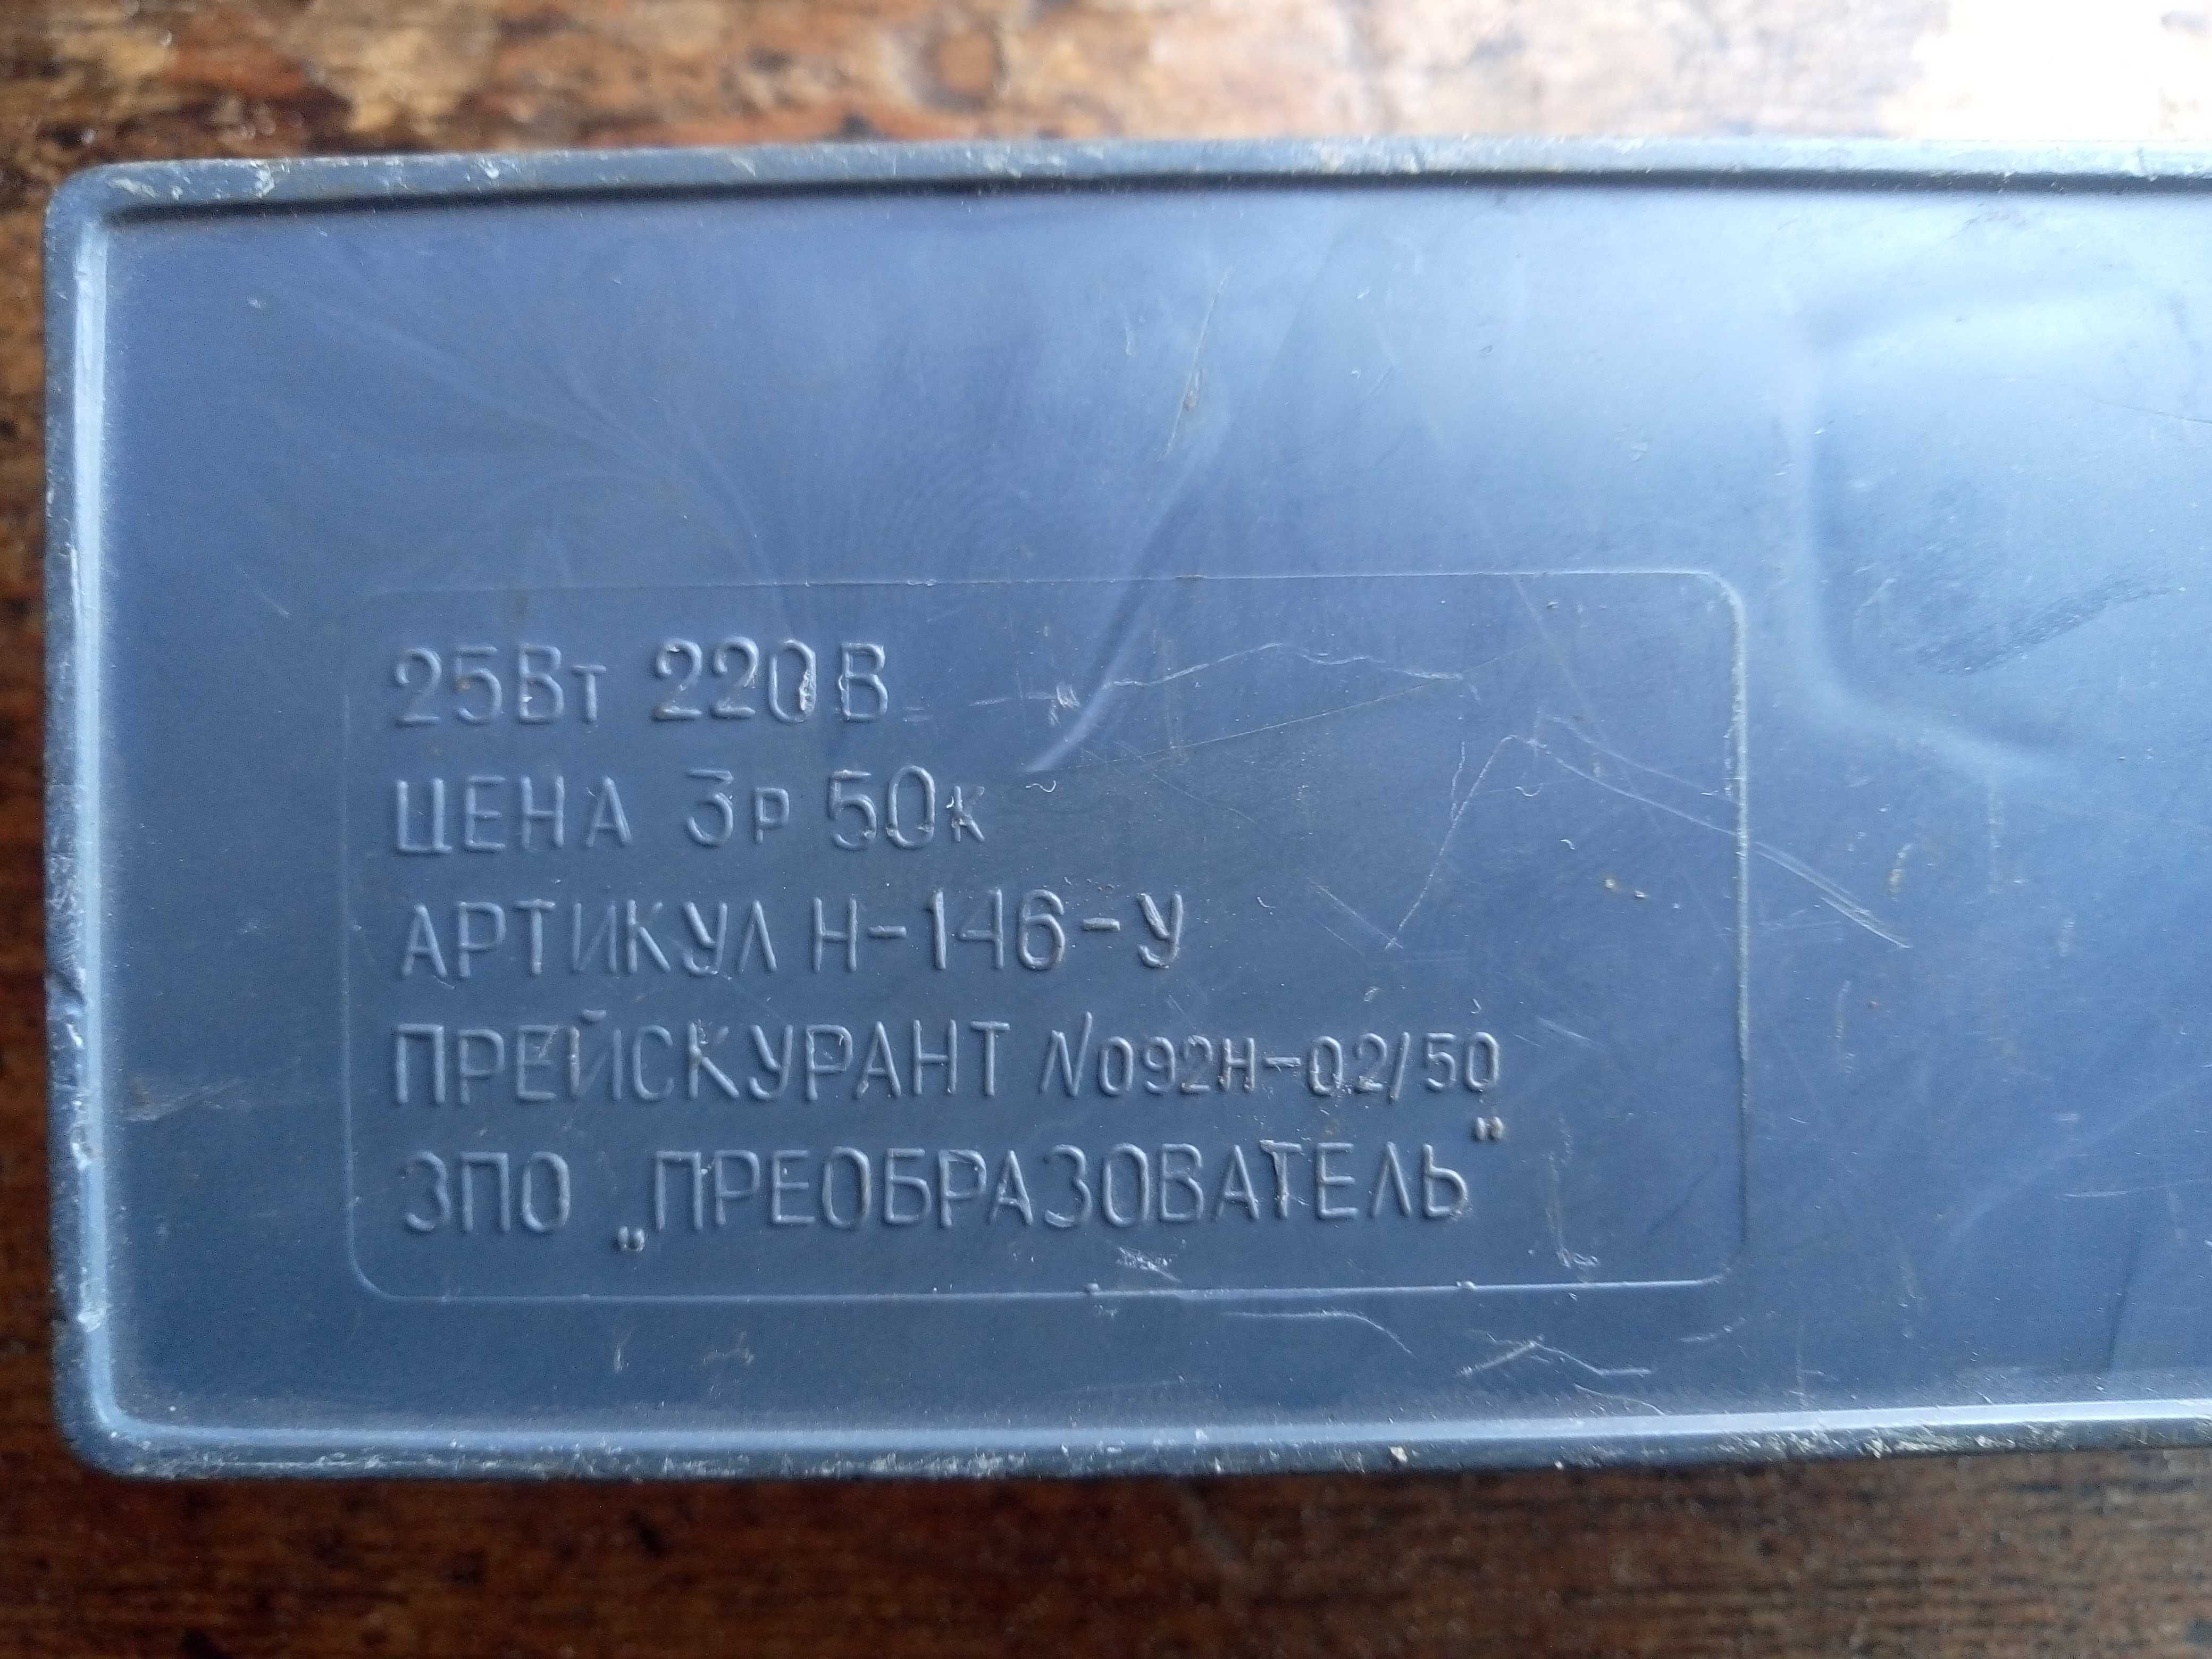 25Вт 220В
ЦЕНА 3р 50к
АРТИКУЛ Н-146-У
ПРЕЙСКУРАНТ №092Н-02/50
ЗПО „ПРЕОБРАЗОВАТЕЛЬ"